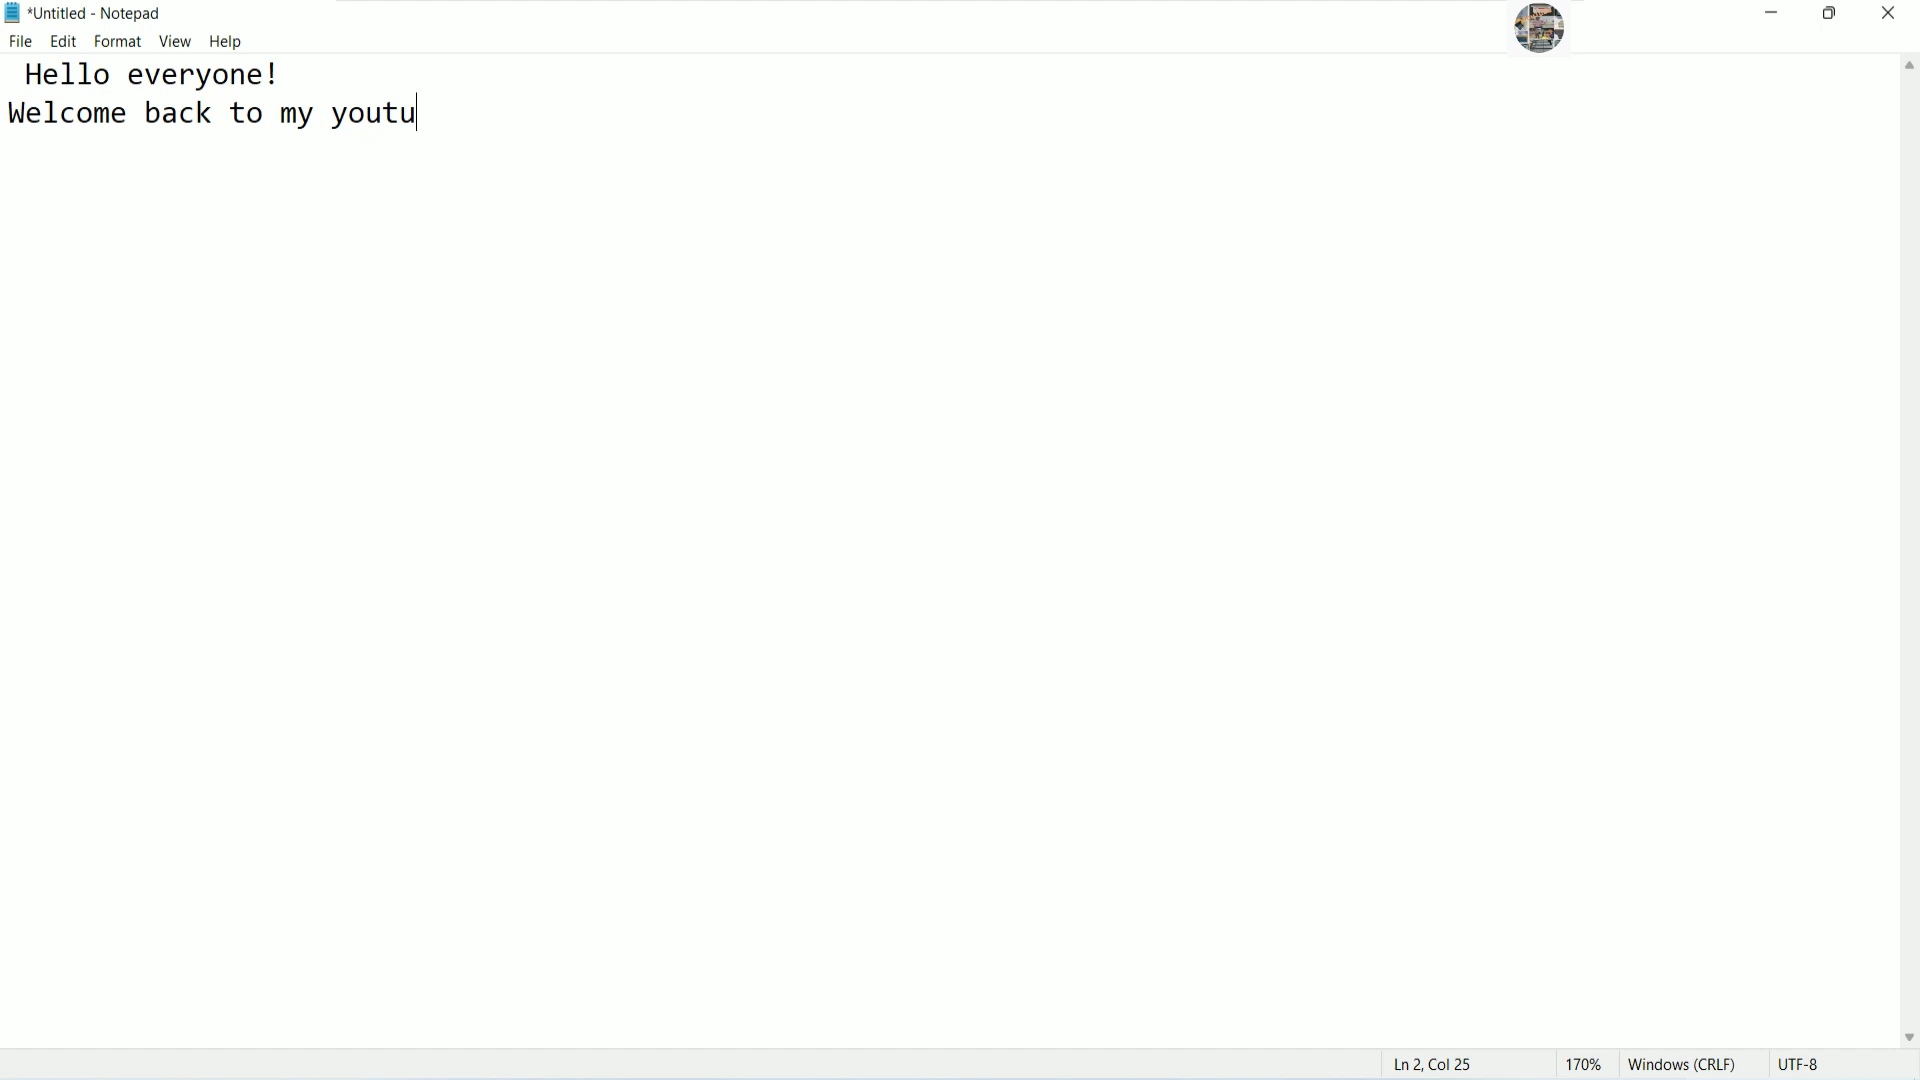 *Untitled - Notepad
File Edit Format View Help
Hello everyone!
Welcome back to my youtu
Ln 2, Col 25 170% Windows (CRLF) UTF-8